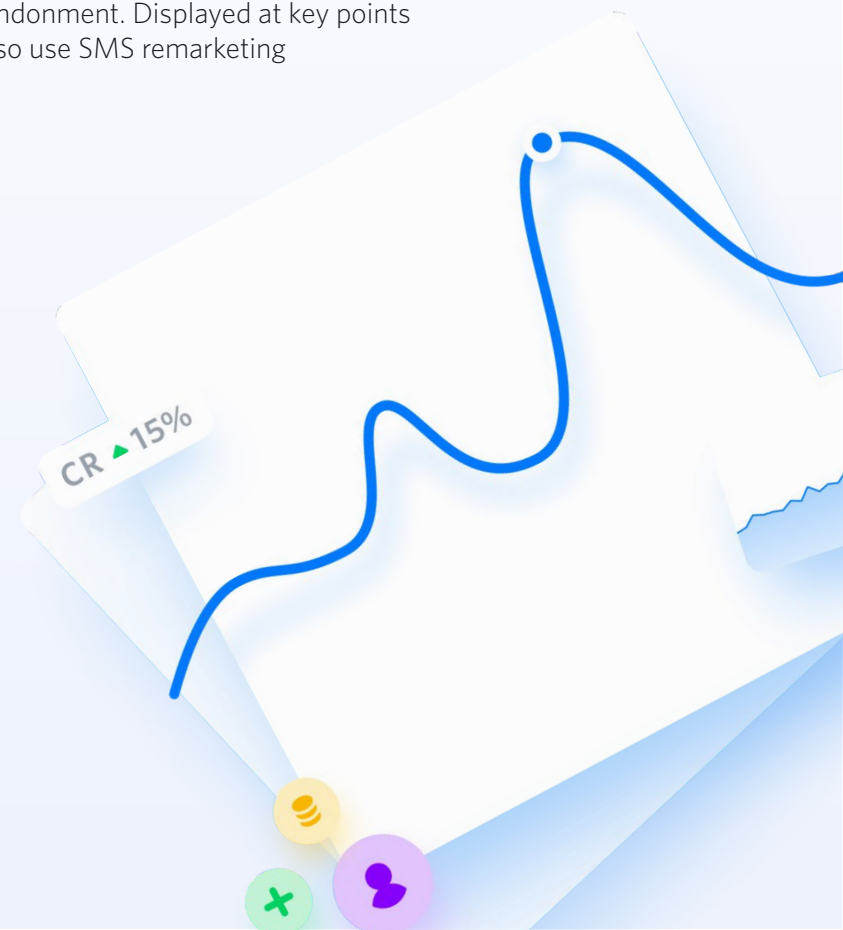 ndonment. Displayed at key points
so use SMS remarketing
CR 15%